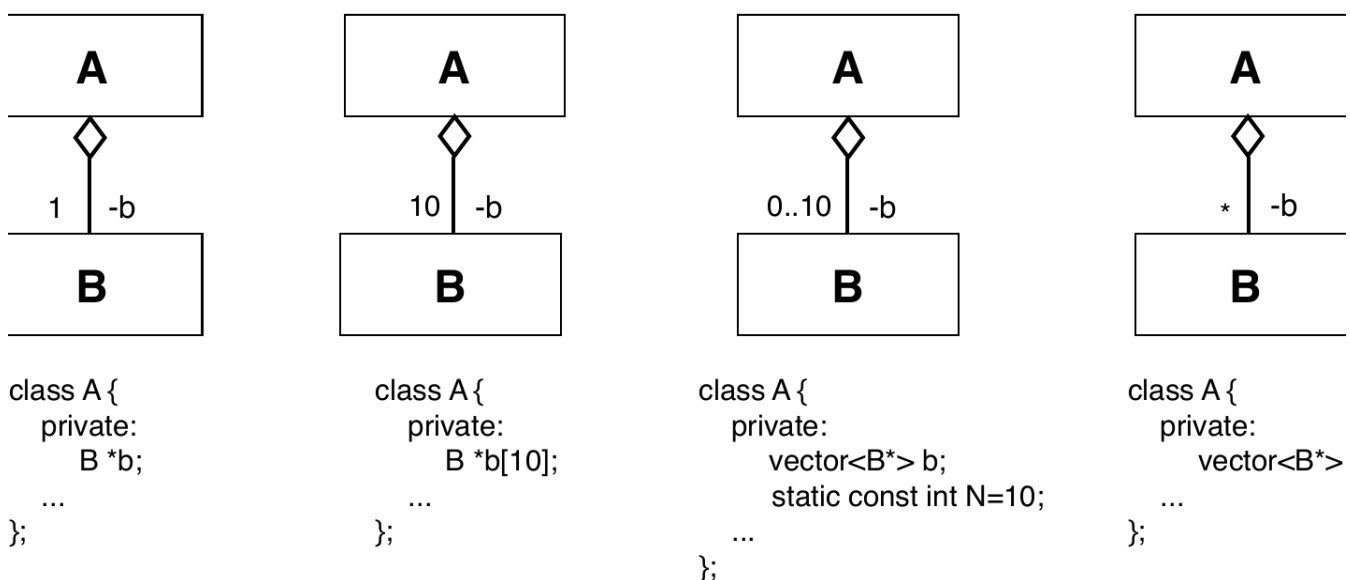 A
1 -b
B
class A {
private:
B *b;
...
};
A
10 -b
B
class A {
private:
B *b[10];
...
};
A
0..10 -b
B
class A {
private:
vector<B*> b;
static const int N=10;
...
};
A
* -b
B
class A {
private:
vector<B*>
...
};